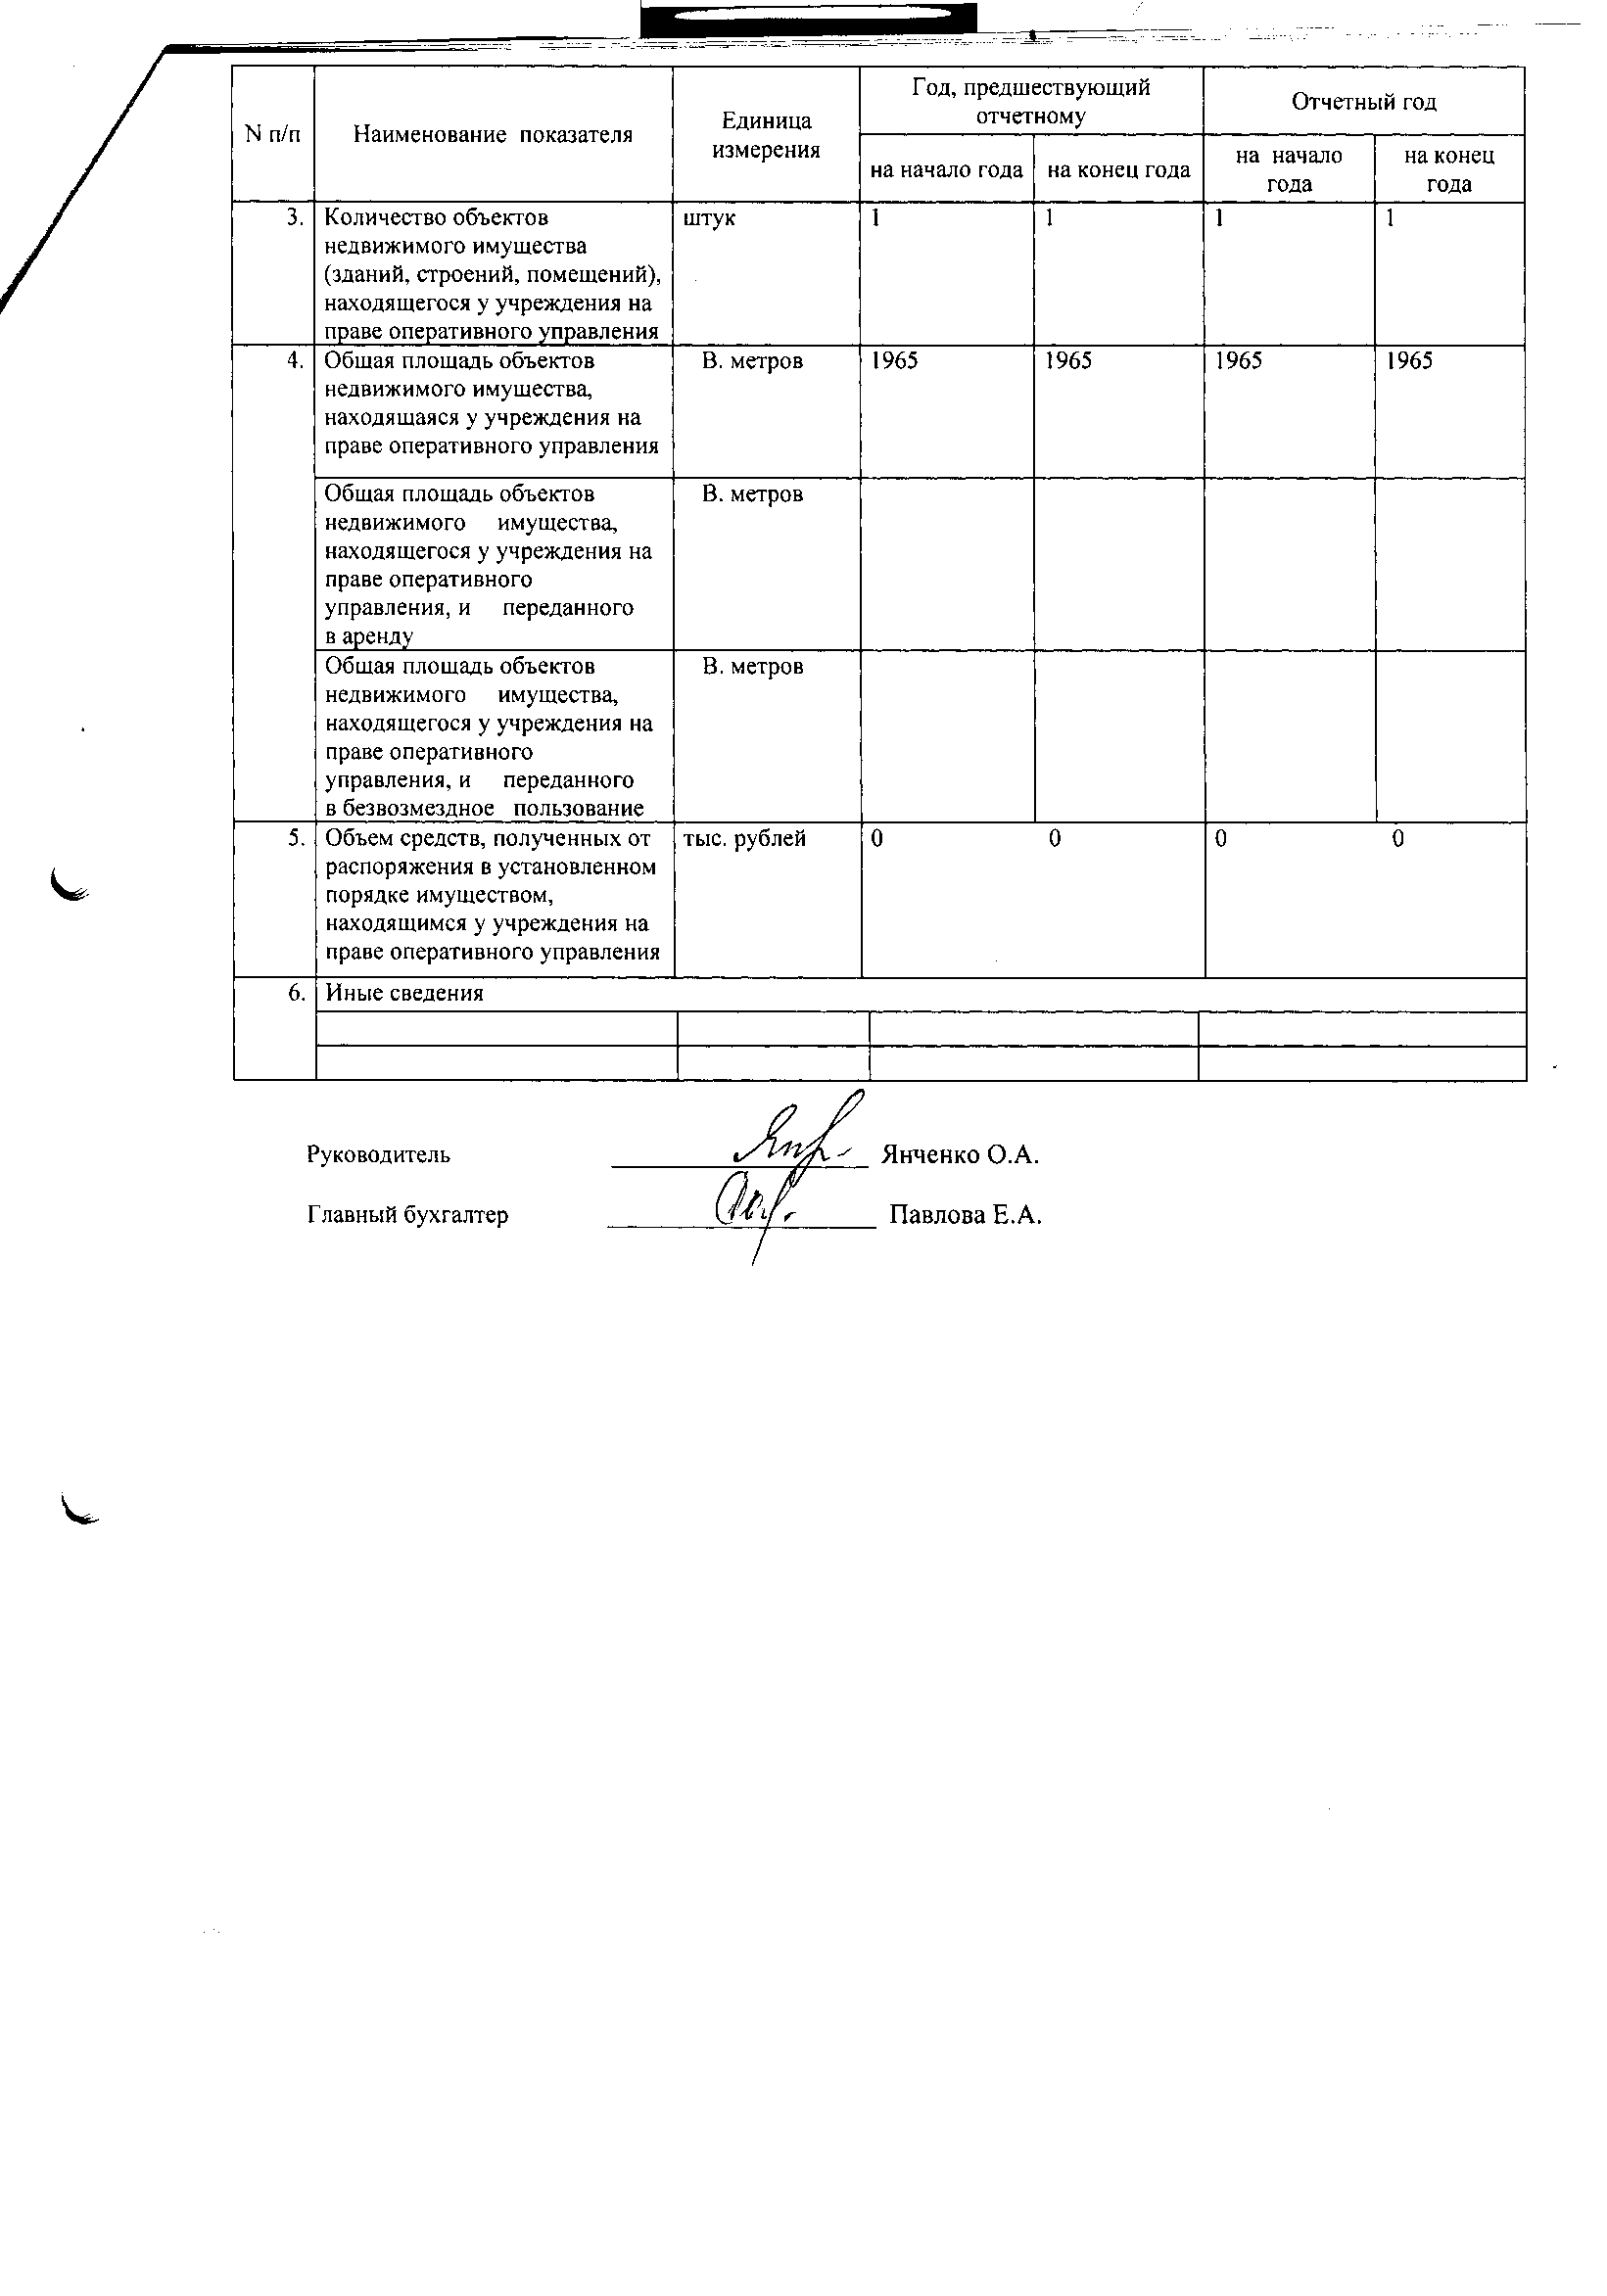 N п/п
Наименование показателя
Единица
измерения
Год, предшествующий
отчетному
Отчетный год
на начало года
на конец года
на начало
года
на конец
года
3. Количество объектов штук 1 1 1 1
недвижимого имущества
(зданий, строений, помещений),
находящегося у учреждения на
праве оперативного управления
4. Общая площадь объектов В. метров 1965 1965 1965 1965
недвижимого имущества,
находящаяся у учреждения на
праве оперативного управления
Общая площадь объектов В. метров
недвижимого имущества,
находящегося у учреждения на
праве оперативного
управления, и переданного
в аренду
Общая площадь объектов В. метров
недвижимого имущества,
находящегося у учреждения на
праве оперативного
управления, и переданного
в безвозмездное пользование
5. Объем средств, полученных от тыс. рублей 0 0 0 0
распоряжения в установленном
порядке имуществом,
находящимся у учреждения на
праве оперативного управления
6. Иные сведения
Руководитель Янченко О.А.
Главный бухгалтер Павлова Е.А.